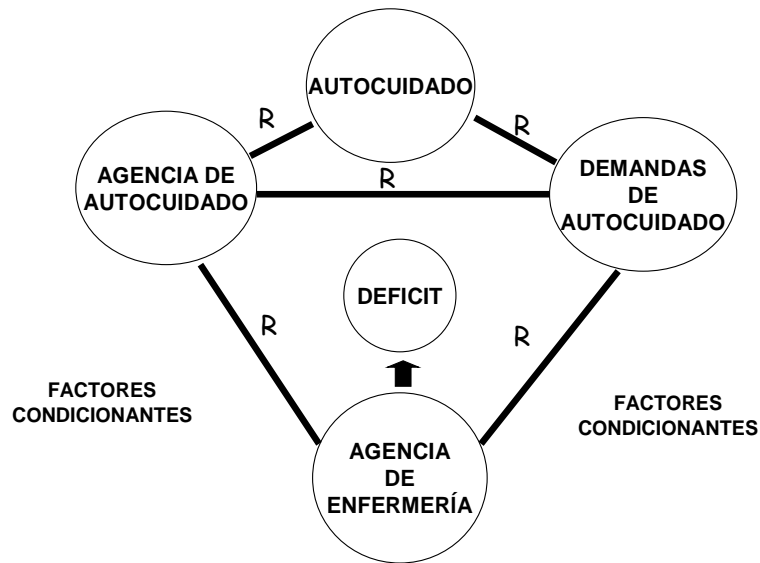 AUTOCUIDADO
R
R
AGENCIA DE
AUTOCUIDADO
R
DEMANDAS
DE
AUTOCUIDADO
DEFICIT
R
R
FACTORES
CONDICIONANTES
FACTORES
CONDICIONANTES
AGENCIA
DE
ENFERMERÍA